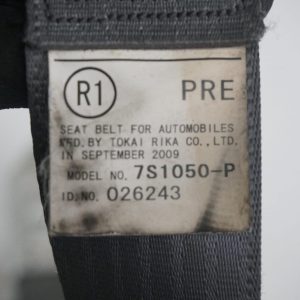 R1 PRE
SEAT BELT FOR AUTOMOBILES
MFD. BY TOKAI RIKA CO., LTD.
IN SEPTEMBER 2009
MODEL NO. 7S1050-P
ID. NO. 026243